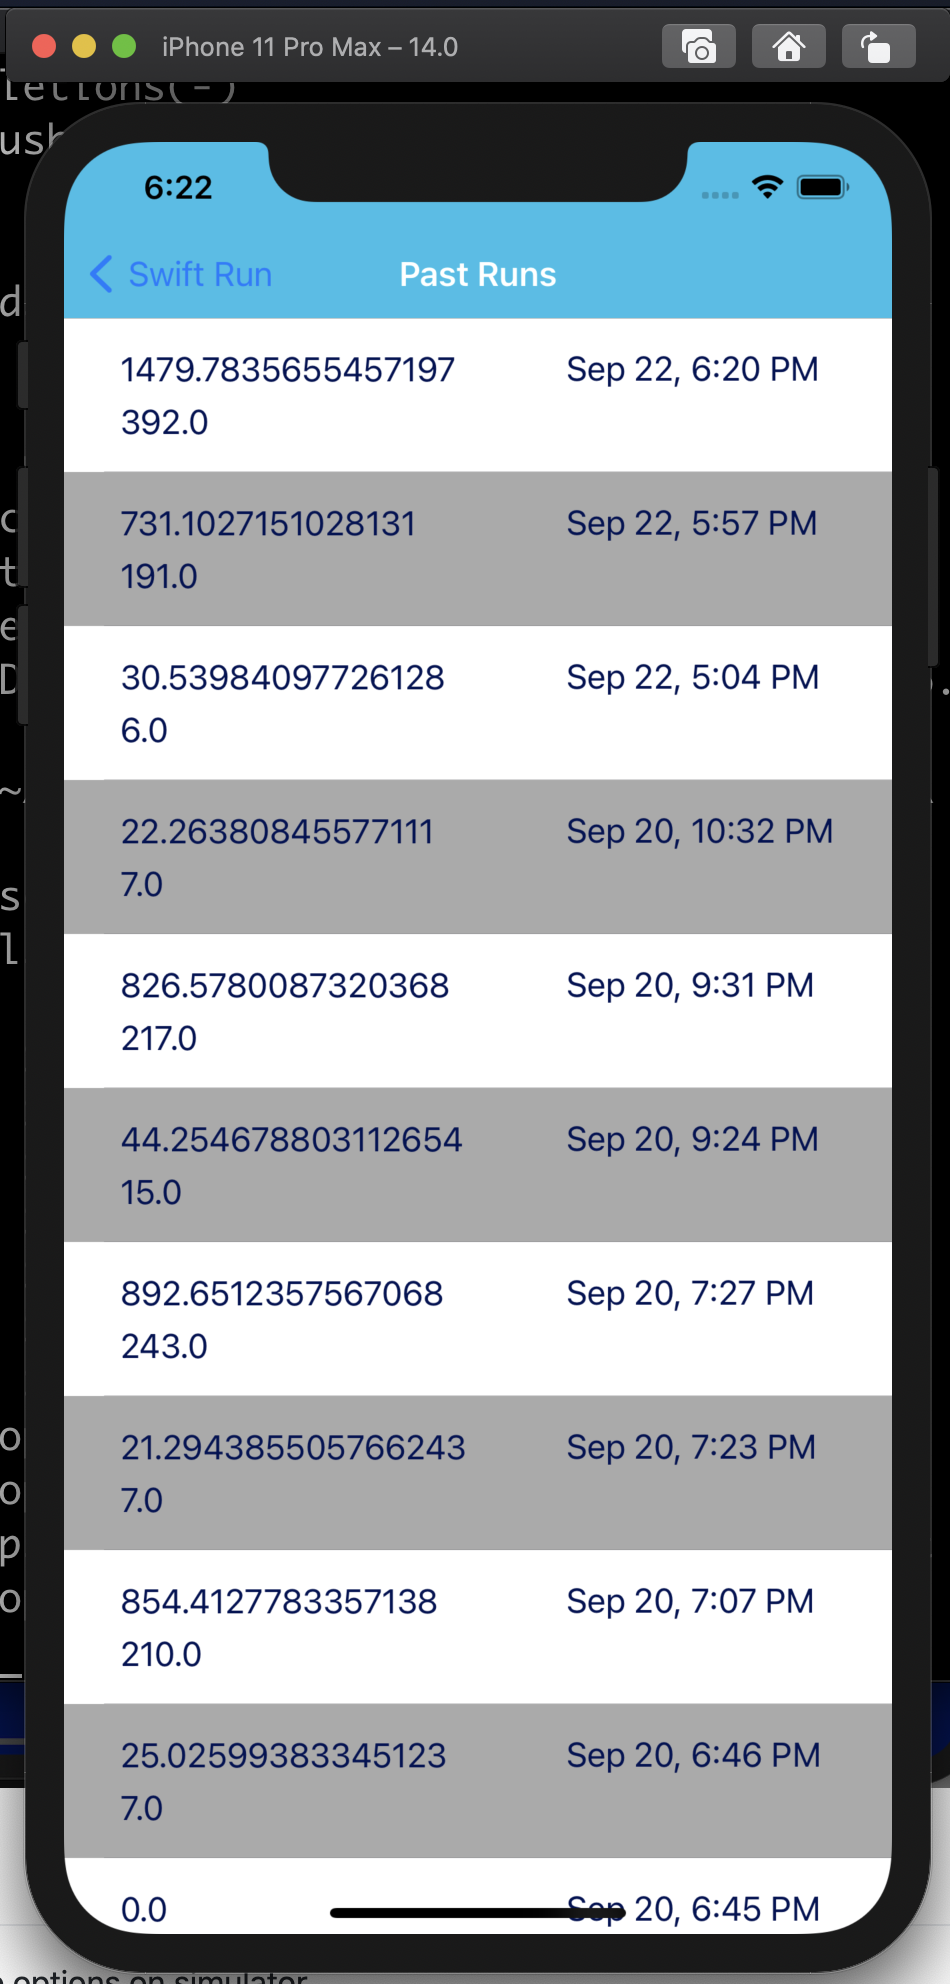 iPhone 11 Pro Max – 14.0
letions(-)
ush
6:22
Swift Run
Past Runs
1479.7835655457197
Sep 22, 6:20 PM
392.0
731.1027151028131
Sep 22, 5:57 PM
191.0
30.53984097726128
Sep 22, 5:04 PM
6.0
22.26380845577111
Sep 20, 10:32 PM
7.0
826.5780087320368
Sep 20, 9:31 PM
217.0
44.254678803112654
Sep 20, 9:24 PM
15.0
892.6512357567068
Sep 20, 7:27 PM
243.0
21.294385505766243
Sep 20, 7:23 PM
7.0
854.4127783357138
Sep 20, 7:07 PM
210.0
25.02599383345123
Sep 20, 6:46 PM
7.0
0.0
Sep 20, 6:45 PM
options on simulator